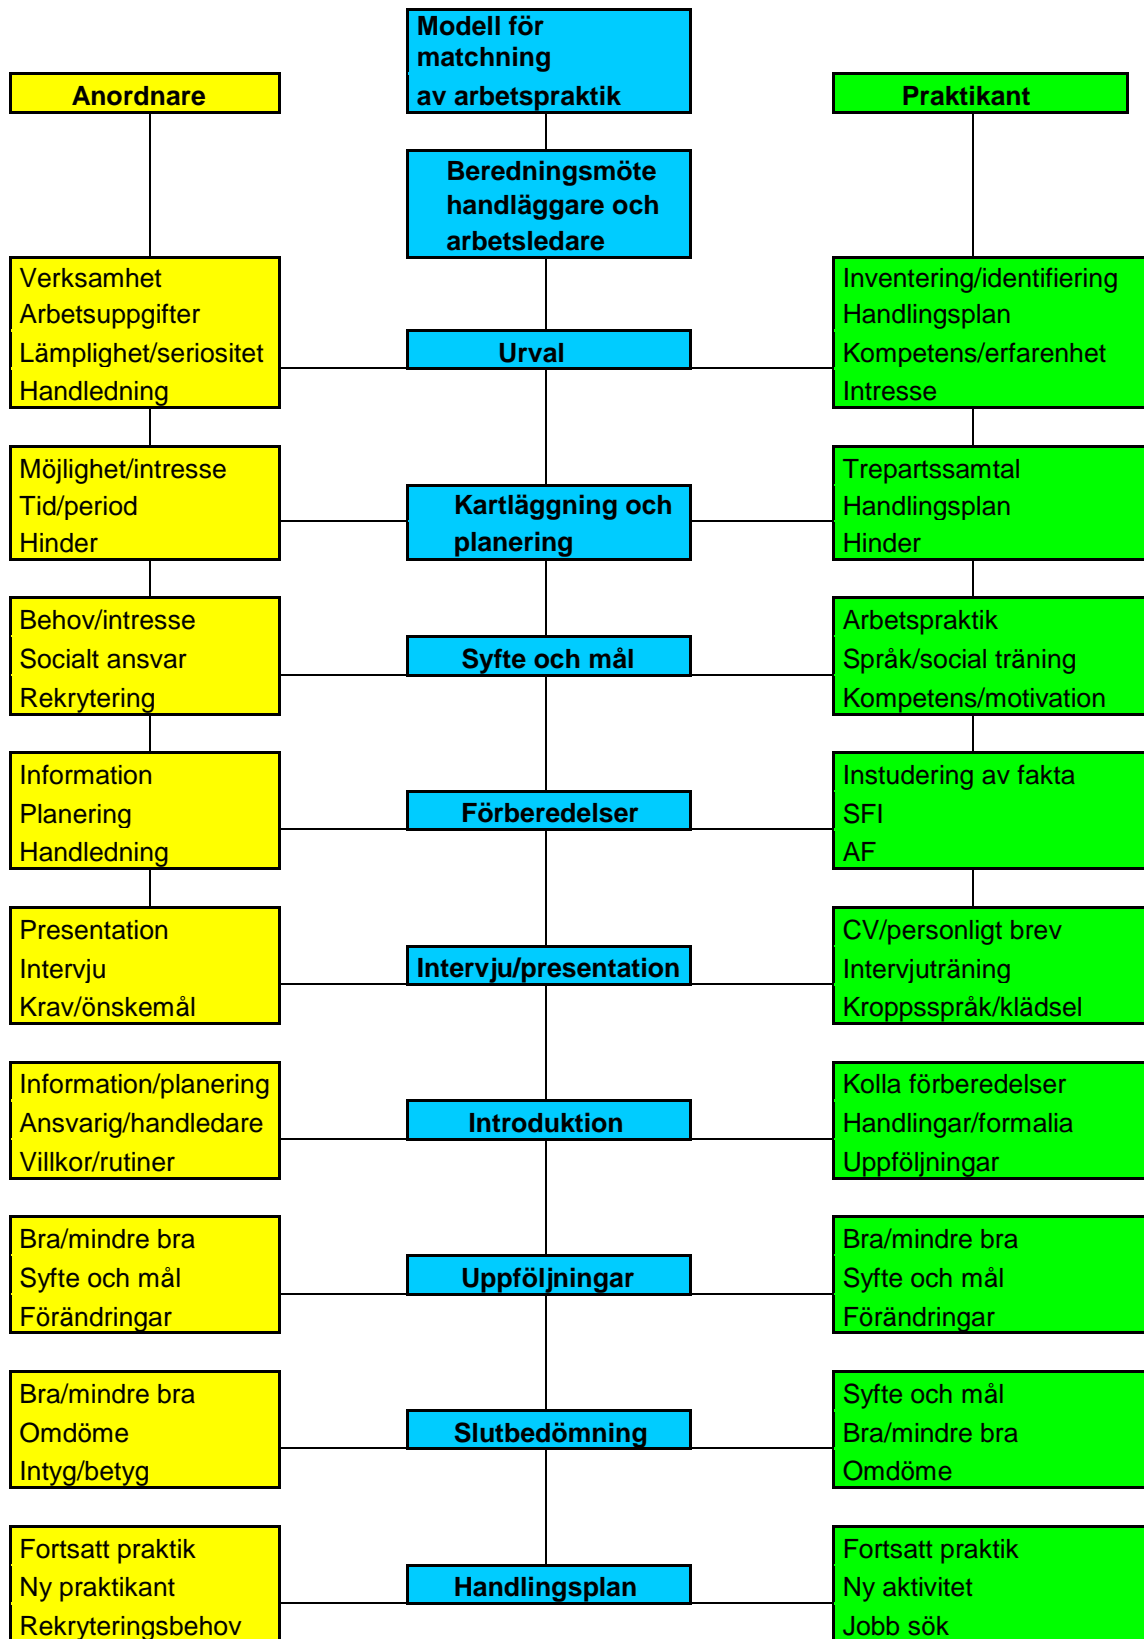 Modell för
matchning
av arbetspraktik
Anordnare
Praktikant
Beredningsmöte
handläggare och
arbetsledare
Verksamhet
Arbetsuppgifter
Lämplighet/seriositet
Handledning
Urval
Inventering/identifiering
Handlingsplan
Kompetens/erfarenhet
Intresse
Möjlighet/intresse
Tid/period
Hinder
Kartläggning och
planering
Trepartssamtal
Handlingsplan
Hinder
Behov/intresse
Socialt ansvar
Rekrytering
Syfte och mål
Arbetspraktik
Språk/social träning
Kompetens/motivation
Information
Planering
Handledning
Förberedelser
Instudering av fakta
SFI
AF
Presentation
Intervju
Krav/önskemål
Intervju/presentation
CV/personligt brev
Intervjuträning
Kroppsspråk/klädsel
Information/planering
Ansvarig/handledare
Villkor/rutiner
Introduktion
Kolla förberedelser
Handlingar/formalia
Uppföljningar
Bra/mindre bra
Syfte och mål
Förändringar
Uppföljningar
Bra/mindre bra
Syfte och mål
Förändringar
Bra/mindre bra
Omdöme
Intyg/betyg
Slutbedömning
Syfte och mål
Bra/mindre bra
Omdöme
Fortsatt praktik
Ny praktikant
Rekryteringsbehov
Handlingsplan
Fortsatt praktik
Ny aktivitet
Jobb sök